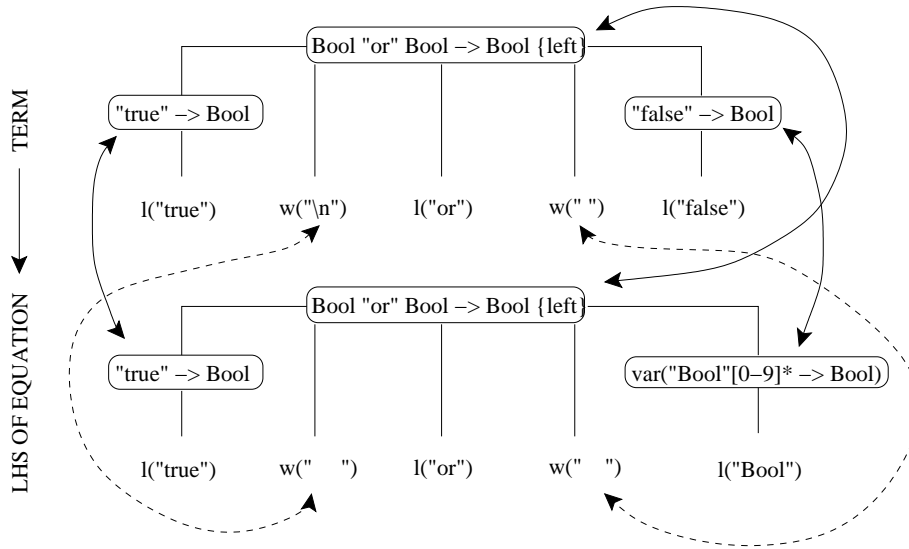 Bool "or" Bool −> Bool {left}
"true" −> Bool
"false" −> Bool
TERM
l("true") w("\n") l("or") w(" ") l("false")
Bool "or" Bool −> Bool {left}
"true" −> Bool
var("Bool"[0−9]* −> Bool)
LHS OF EQUATION
l("true") w("    ") l("or") w("   ") l("Bool")